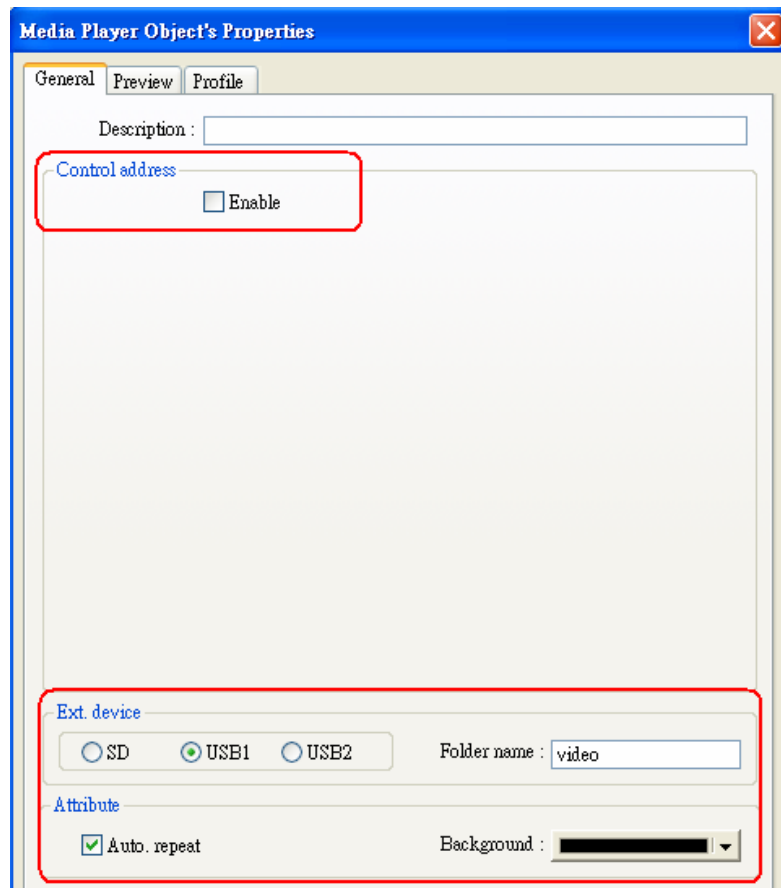 Media Player Object's Properties
General Preview Profile
Description :
Control address
Enable
Ext. device
SD USB1 USB2 Folder name : video
Attribute
Auto. repeat Background :